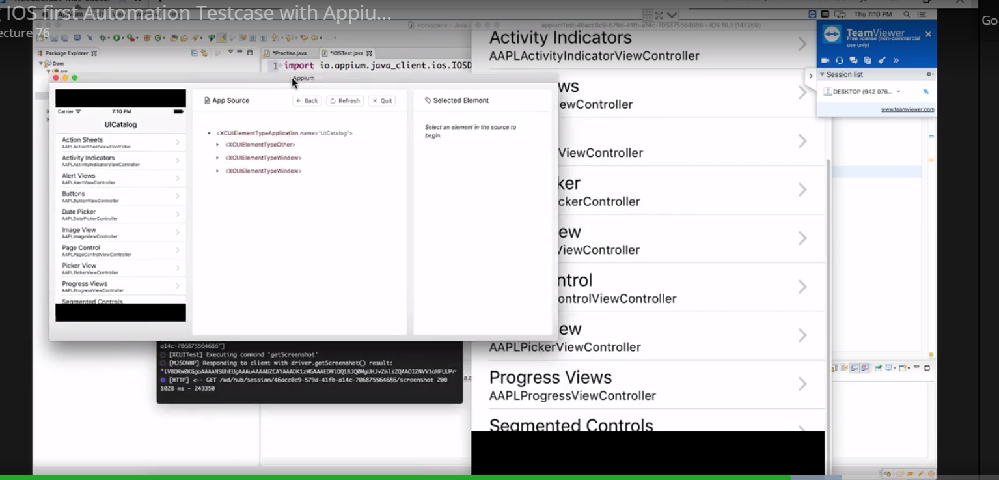 IOS first Automation Testcase with Appiu...
ecture 76
Go
Thu 7:10 PM
workspece - Java -
appiumTest-46acc0c9-579d-41fb-a14c-706875564686 - iOS 10.3 (14E269)
Package Explorer
*Practise.java
*IOSTest.java
Dem
src
1 import io.appium.java_client.ios.IOSD
Appium
Carrier
7:10 PM
UICatalog
Action Sheets
AAPLActionSheetViewController
Activity Indicators
AAPLActivityIndicatorViewController
Alert Views
AAPLAlertViewController
Buttons
AAPLButtonViewController
Date Picker
AAPLDatePickerController
Image View
AAPLImageViewController
Page Control
AAPLPageControlViewController
Picker View
AAPLPickerViewController
Progress Views
AAPLProgressViewController
Segmented Controls
App Source
Back
Refresh
Quit
<XCUIElementTypeApplication name="UICatalog">
<XCUIElementTypeOther>
<XCUIElementTypeWindow>
<XCUIElementTypeWindow>
Selected Element
Select an element in the source to
begin.
a14c-706875564686"]
[XCUITest] Executing command 'getScreenshot'
[MJSONWP] Responding to client with driver.getScreenshot() result:
[HTTP] <-- GET /wd/hub/session/46acc0c9-579d-41fb-a14c-706875564686/screenshot 200
1028 ms - 243350
Activity Indicators
AAPLActivityIndicatorViewController
ws
ewController
ViewController
ker
ckerController
ew
ViewController
ntrol
ontrolViewController
ew
AAPLPickerViewController
Progress Views
AAPLProgressViewController
Segmented Controls
TeamViewer
Free license (non-commercial
use only)
Session list
DESKTOP (942 076...
www.teamviewer.com